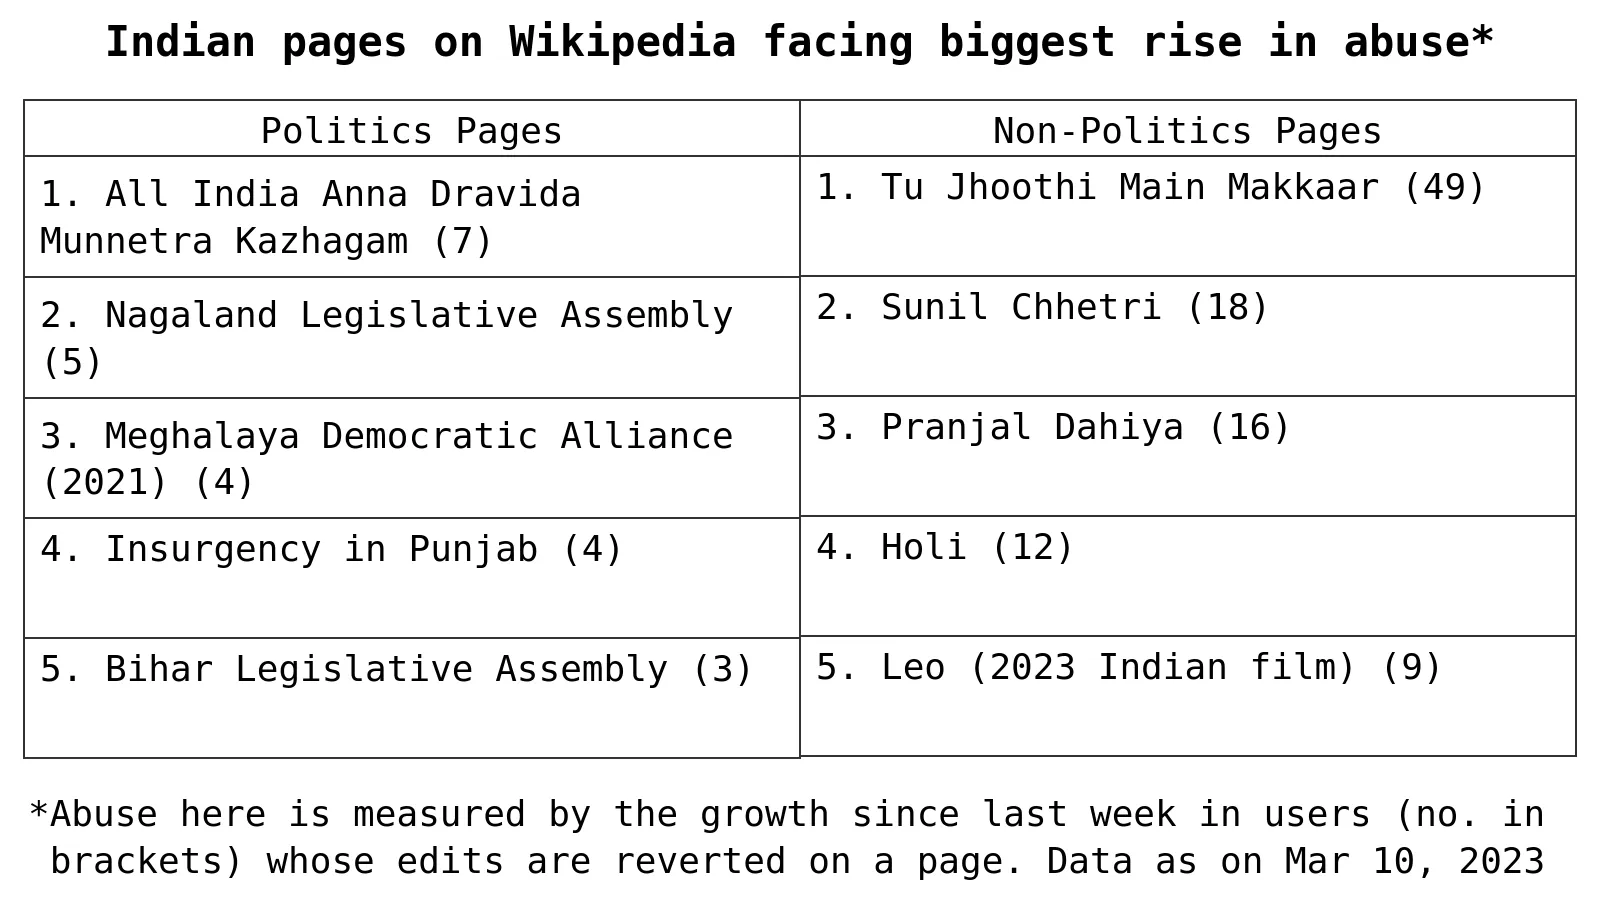 Indian pages on Wikipedia facing biggest rise in abuse*
Politics Pages
1. All India Anna Dravida
Munnetra Kazhagam (7)
2. Nagaland Legislative Assembly
(5)
3. Meghalaya Democratic Alliance
(2021) (4)
4. Insurgency in Punjab (4)
5. Bihar Legislative Assembly (3)
Non-Politics Pages
1. Tu Jhoothi Main Makkaar (49)
2. Sunil Chhetri (18)
3. Pranjal Dahiya (16)
4. Holi (12)
5. Leo (2023 Indian film) (9)
*Abuse here is measured by the growth since last week in users (no. in
brackets) whose edits are reverted on a page. Data as on Mar 10, 2023